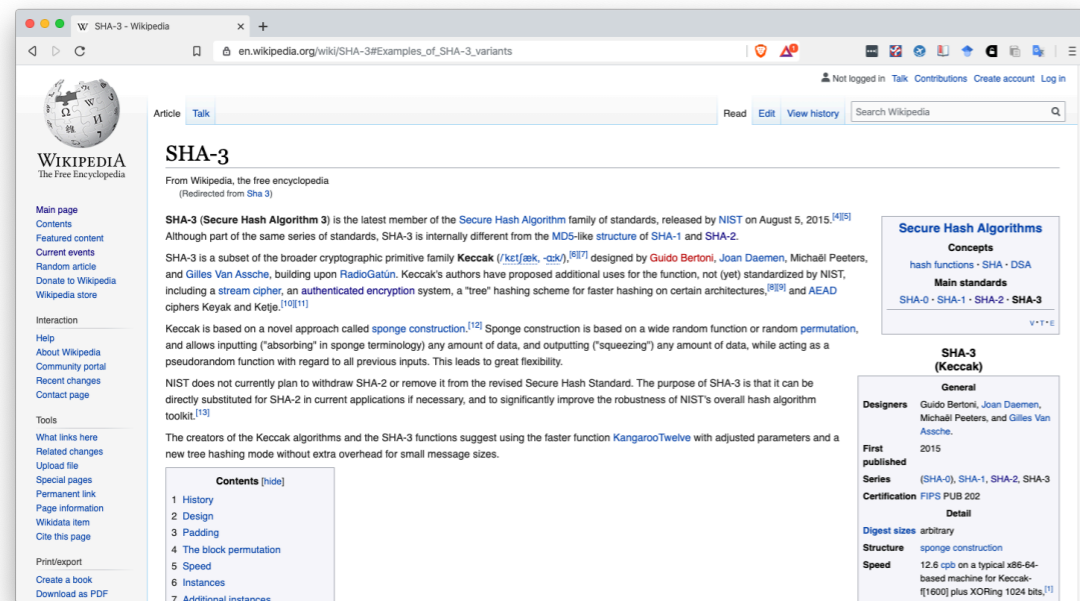 SHA-3 - Wikipedia
en.wikipedia.org/wiki/SHA-3#Examples_of_SHA_3_variants
Not logged in Talk Contributions Create account Log in
Article Talk
Read Edit View history Search Wikipedia
WIKIPEDIA
The Free Encyclopedia
Main page
Contents
Featured content
Current events
Random article
Donate to Wikipedia
Wikipedia store
Interaction
Help
About Wikipedia
Community portal
Recent changes
Contact page
Tools
What links here
Related changes
Upload file
Special pages
Permanent link
Page information
Wikidata item
Cite this page
Print/export
Create a book
Download as PDF
SHA-3
From Wikipedia, the free encyclopedia
(Redirected from Sha 3)
SHA-3 (Secure Hash Algorithm 3) is the latest member of the Secure Hash Algorithm family of standards, released by NIST on August 5, 2015.[4][5]
Although part of the same series of standards, SHA-3 is internally different from the MD5-like structure of SHA-1 and SHA-2.
SHA-3 is a subset of the broader cryptographic primitive family Keccak (/ˈkɛtʃæk, -ɑːk/),[6][7] designed by Guido Bertoni, Joan Daemen, Michaël Peeters,
and Gilles Van Assche, building upon RadioGatún. Keccak's authors have proposed additional uses for the function, not (yet) standardized by NIST,
including a stream cipher, an authenticated encryption system, a "tree" hashing scheme for faster hashing on certain architectures,[8][9] and AEAD
ciphers Keyak and Ketje.[10][11]
Keccak is based on a novel approach called sponge construction.[12] Sponge construction is based on a wide random function or random permutation,
and allows inputting ("absorbing" in sponge terminology) any amount of data, and outputting ("squeezing") any amount of data, while acting as a
pseudorandom function with regard to all previous inputs. This leads to great flexibility.
NIST does not currently plan to withdraw SHA-2 or remove it from the revised Secure Hash Standard. The purpose of SHA-3 is that it can be
directly substituted for SHA-2 in current applications if necessary, and to significantly improve the robustness of NIST's overall hash algorithm
toolkit.[13]
The creators of the Keccak algorithms and the SHA-3 functions suggest using the faster function KangarooTwelve with adjusted parameters and a
new tree hashing mode without extra overhead for small message sizes.
Contents [hide]
1 History
2 Design
3 Padding
4 The block permutation
5 Speed
6 Instances
7 Additional instances
Secure Hash Algorithms
Concepts
hash functions · SHA · DSA
Main standards
SHA-0 · SHA-1 · SHA-2 · SHA-3
V·T·E
SHA-3
(Keccak)
General
Designers Guido Bertoni, Joan Daemen,
Michaël Peeters, and Gilles Van
Assche.
First 2015
published
Series (SHA-0), SHA-1, SHA-2, SHA-3
Certification FIPS PUB 202
Detail
Digest sizes arbitrary
Structure sponge construction
Speed 12.6 cpb on a typical x86-64-
based machine for Keccak-
f[1600] plus XORing 1024 bits,[1]